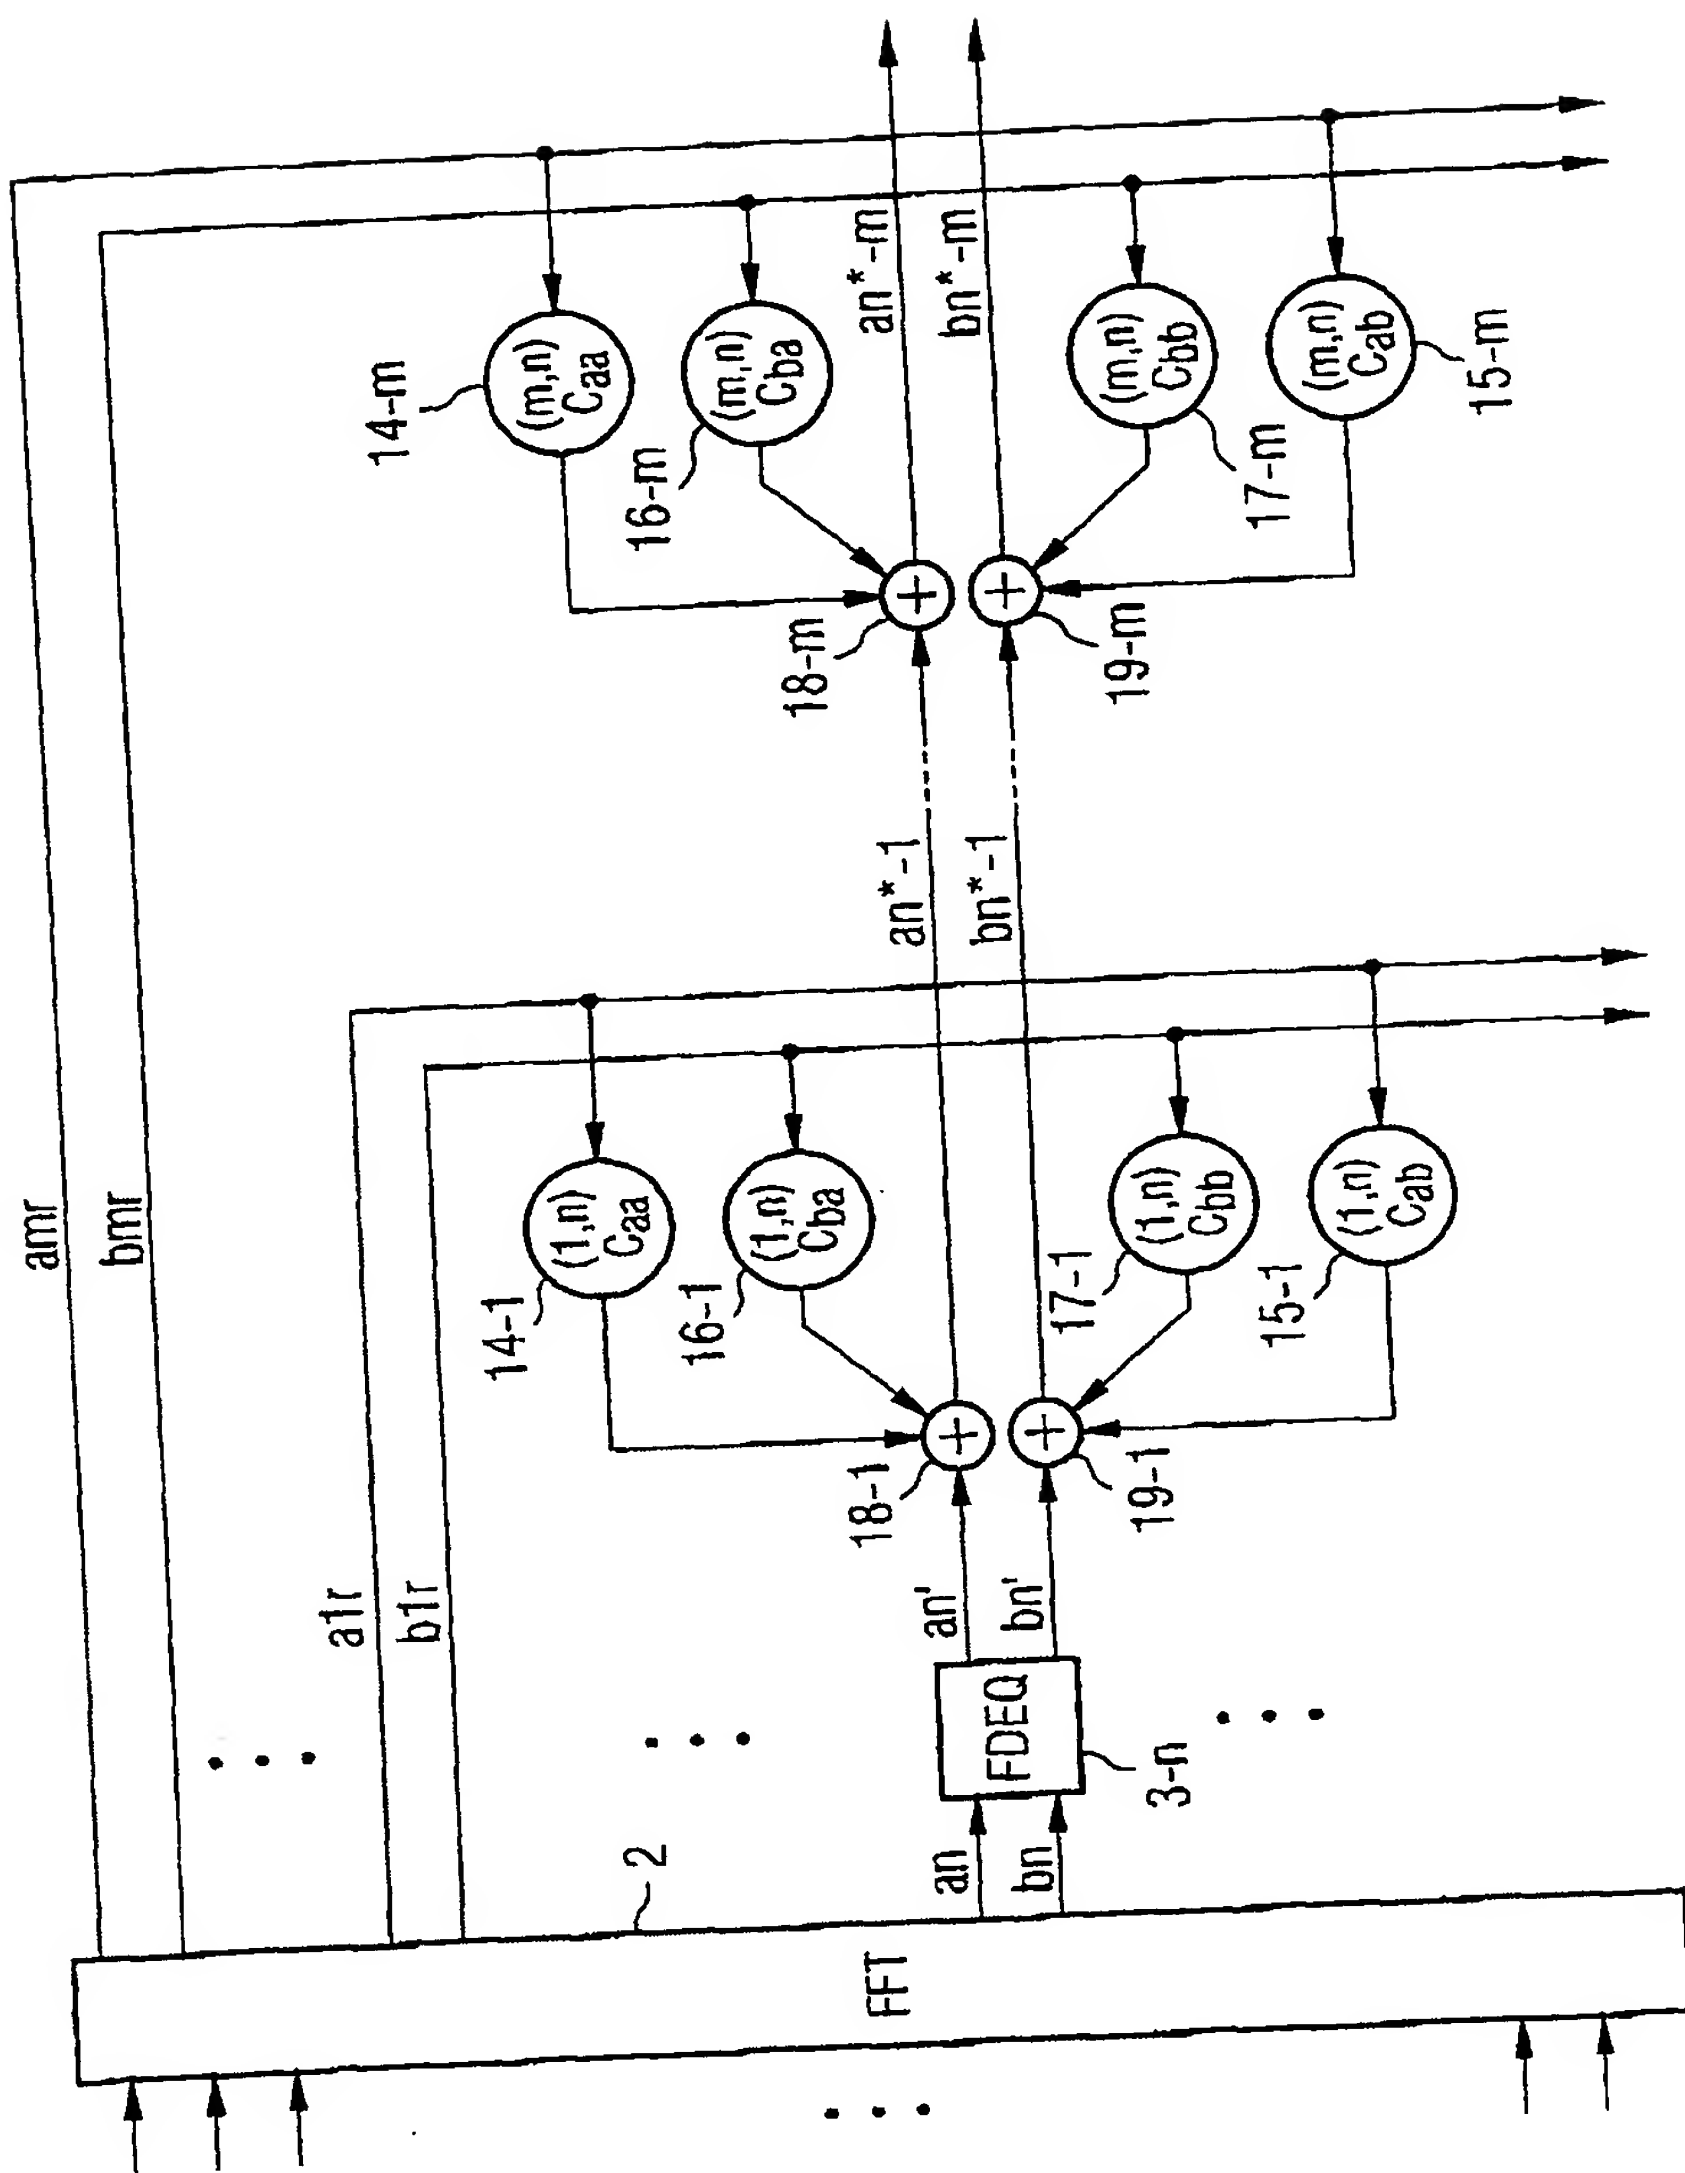 amr
bmr
a1r
b1r
14-1
(1,n)
Caa
16-1
(1,n)
Cba
14-m
(m,n)
Caa
16-m
(m,n)
Cba
FFT
2
an
bn
FDEQ
3-n
an'
bn'
18-1
19-1
an*-1
bn*-1
18-m
19-m
an*-m
bn*-m
17-1
(1,n)
Cbb
15-1
(1,n)
Cab
17-m
(m,n)
Cbb
15-m
(m,n)
Cab